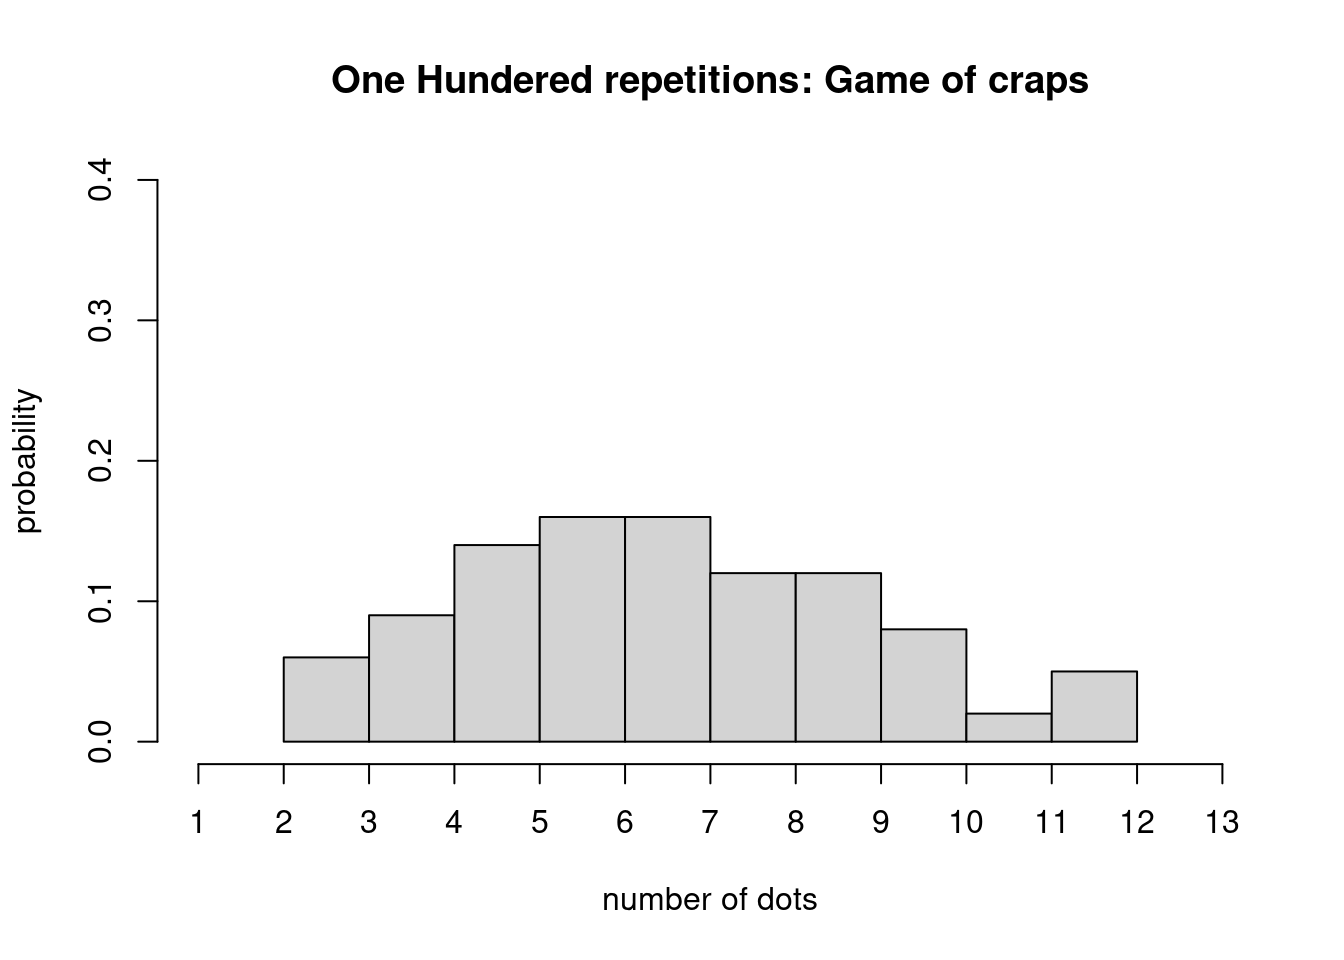 One Hundered repetitions: Game of craps
0.4
0.3
0.2
0.1
0.0
probability
1 2 3 4 5 6 7 8 9 10 11 12 13
number of dots